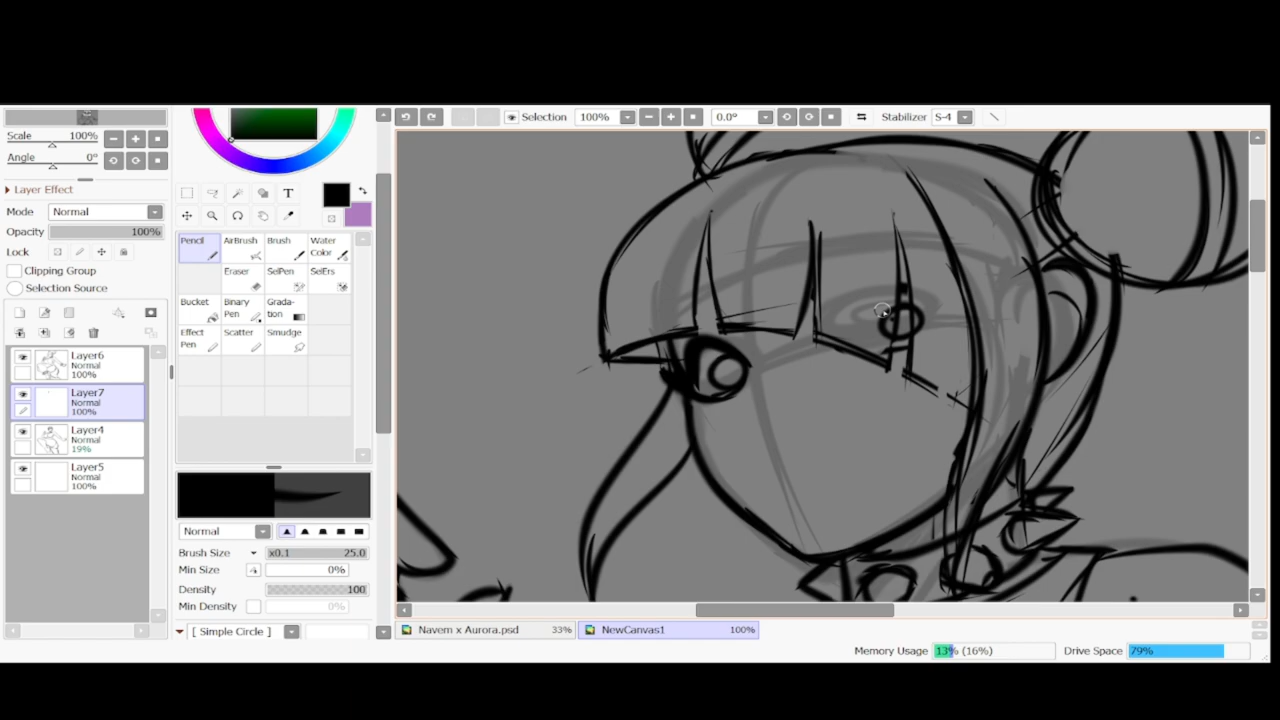 Scale 100%
Angle 0°
Layer Effect
Mode Normal
Opacity 100%
Lock
Clipping Group
Selection Source
Layer6
Normal
100%
Layer7
Normal
100%
Layer4
Normal
19%
Layer5
Normal
100%
T
Pencil AirBrush Brush Water Color
Eraser SelPen SelErs
Bucket Binary Pen Grada- tion
Effect Pen Scatter Smudge
Normal
Brush Size x0.1 25.0
Min Size 0%
Density 100
Min Density 0%
[ Simple Circle ]
Selection 100% 0.0° Stabilizer S-4
Navem x Aurora.psd 33% NewCanvas1 100%
Memory Usage 13% (16%) Drive Space 79%